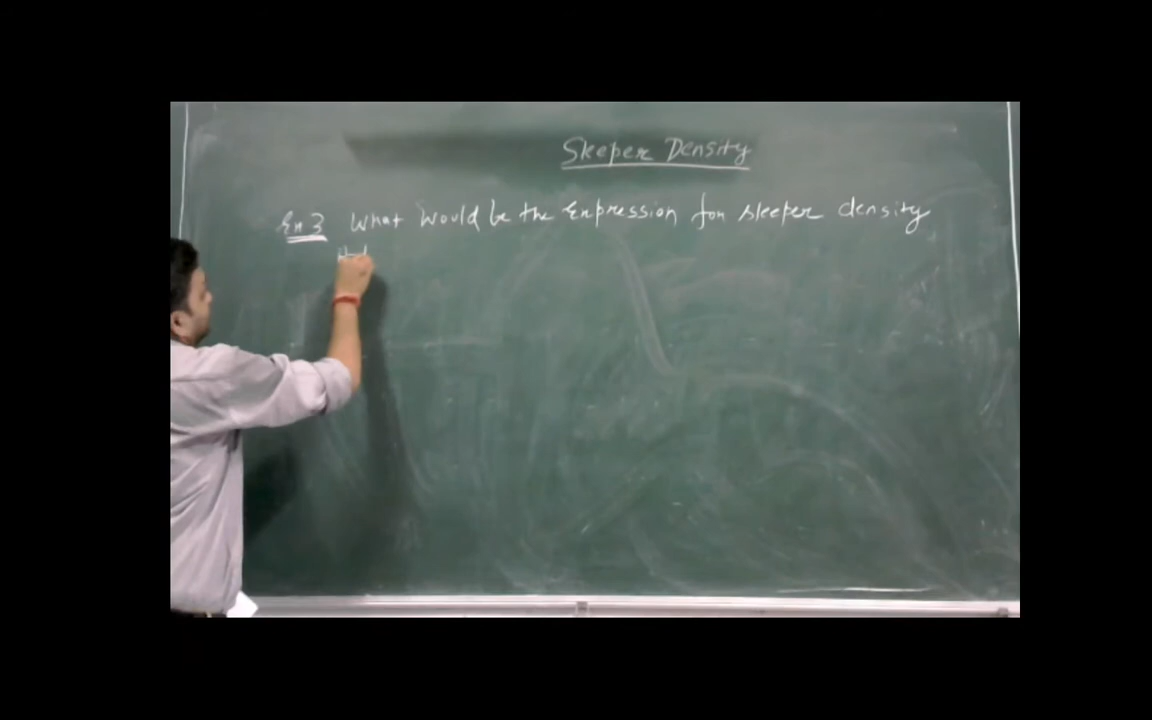 Sleeper Density
Ex 3 What would be the Expression for sleeper density